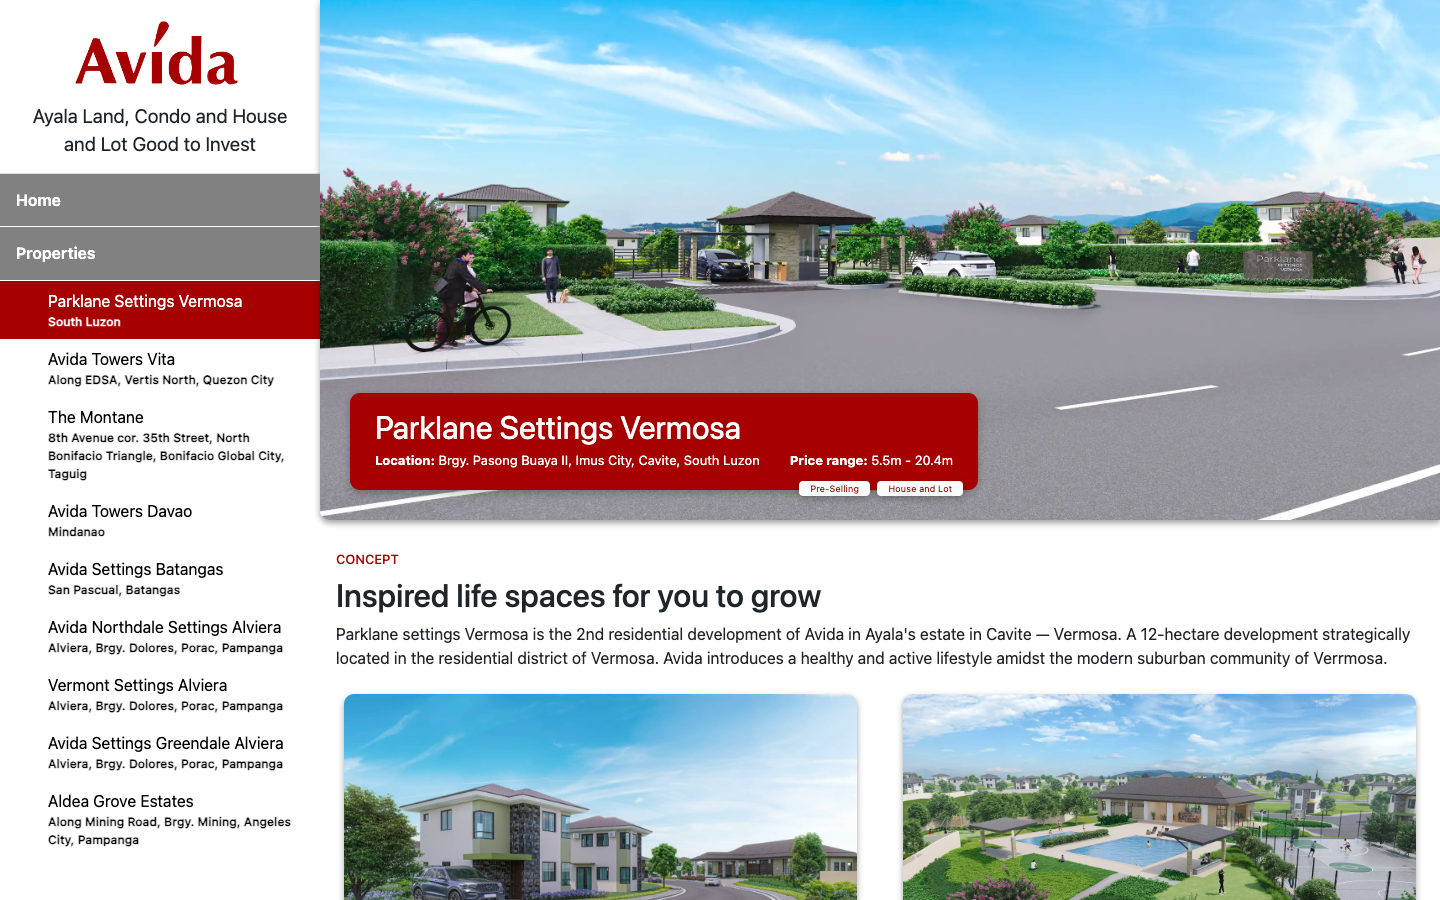 Avida
Ayala Land, Condo and House
and Lot Good to Invest
Home
Properties
Parklane Settings Vermosa
South Luzon
Avida Towers Vita
Along EDSA, Vertis North, Quezon City
The Montane
8th Avenue cor. 35th Street, North
Bonifacio Triangle, Bonifacio Global City,
Taguig
Avida Towers Davao
Mindanao
Avida Settings Batangas
San Pascual, Batangas
Avida Northdale Settings Alviera
Alviera, Brgy. Dolores, Porac, Pampanga
Vermont Settings Alviera
Alviera, Brgy. Dolores, Porac, Pampanga
Avida Settings Greendale Alviera
Alviera, Brgy. Dolores, Porac, Pampanga
Aldea Grove Estates
Along Mining Road, Brgy. Mining, Angeles
City, Pampanga
Parklane
SETTINGS
VERMOSA
Parklane Settings Vermosa
Location: Brgy. Pasong Buaya II, Imus City, Cavite, South Luzon Price range: 5.5m - 20.4m
Pre-Selling House and Lot
CONCEPT
Inspired life spaces for you to grow
Parklane settings Vermosa is the 2nd residential development of Avida in Ayala's estate in Cavite — Vermosa. A 12-hectare development strategically
located in the residential district of Vermosa. Avida introduces a healthy and active lifestyle amidst the modern suburban community of Verrmosa.